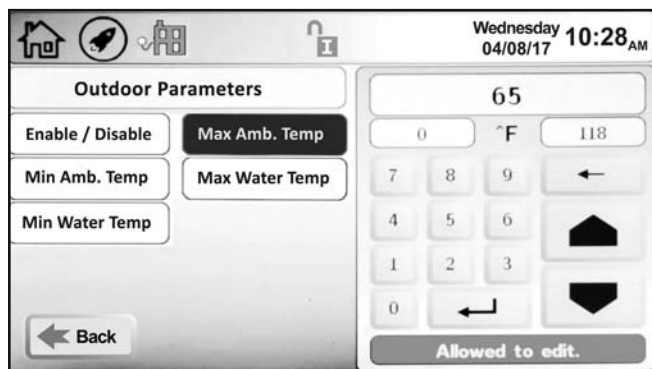 Wednesday
04/08/17
10:28 AM
Outdoor Parameters
Enable / Disable
Max Amb. Temp
Min Amb. Temp
Max Water Temp
Min Water Temp
Back
65
0
°F
118
7 8 9
4 5 6
1 2 3
0
Allowed to edit.
I